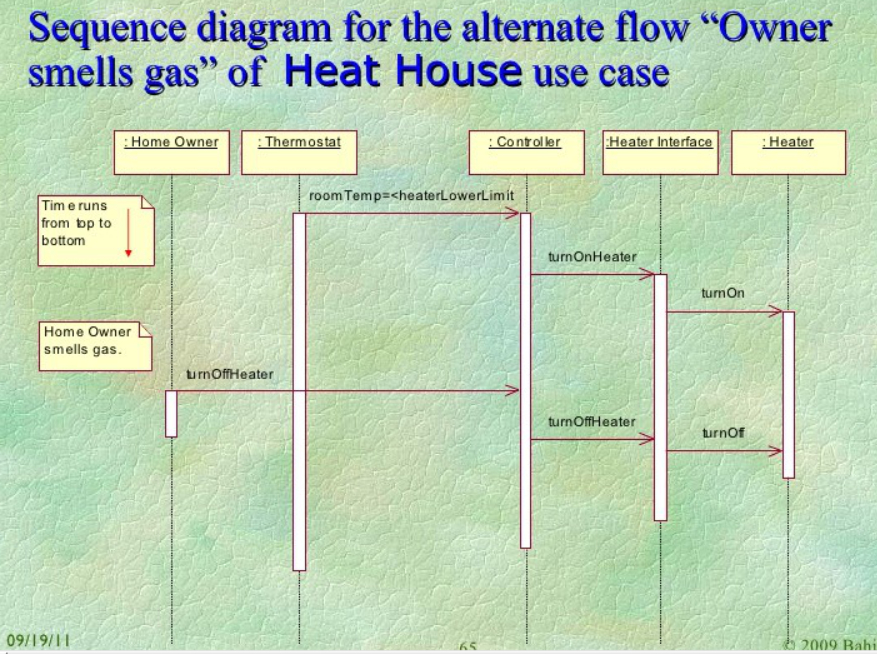 Sequence diagram for the alternate flow “Owner
smells gas” of Heat House use case
: Home Owner
: Thermostat
: Controller
:Heater Interface
: Heater
roomTemp=<heaterLowerLimit
Time runs
from top to
bottom
turnOnHeater
turnOn
Home Owner
smells gas.
turnOffHeater
turnOffHeater
turnOff
09/19/11
65
© 2009 Bahi